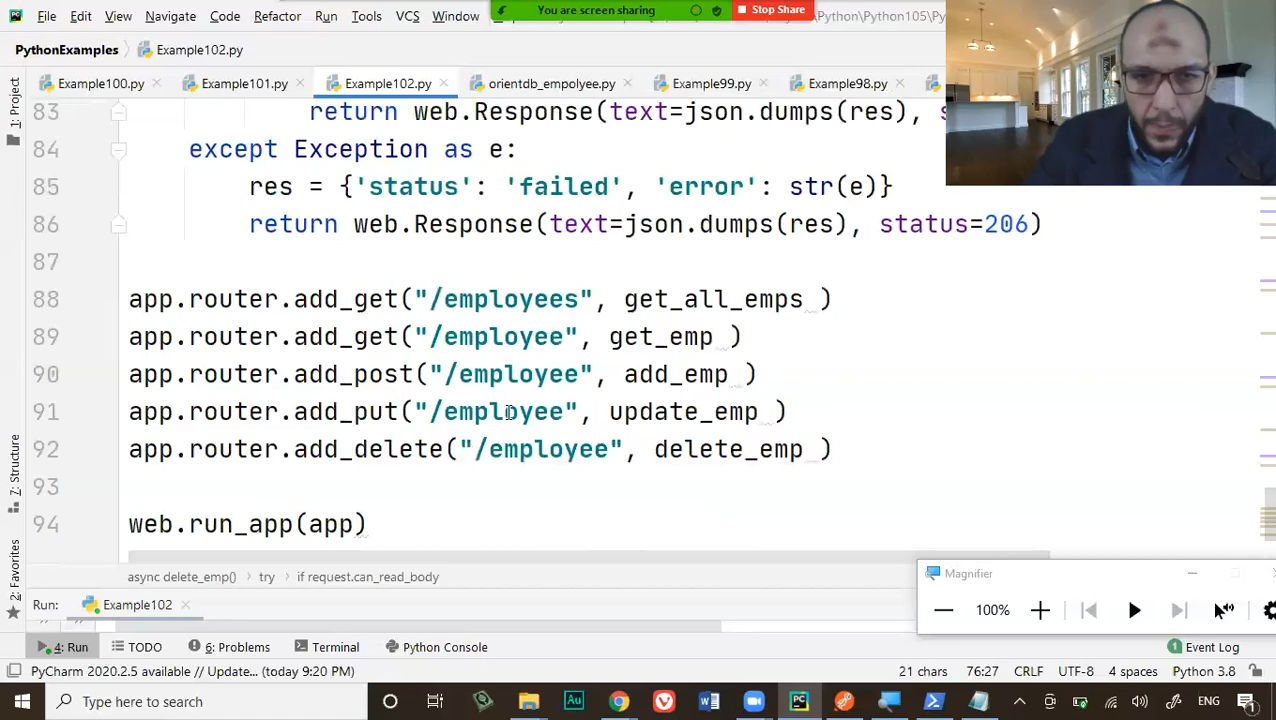 File Edit View Navigate Code Refactor Run Tools VCS Window
You are screen sharing
Stop Share
PythonExamples Example102.py
1: Project
Example100.py Example101.py Example102.py orientdb_empolyee.py Example99.py Example98.py
83 return web.Response(text=json.dumps(res), s
84 except Exception as e:
85 res = {'status': 'failed', 'error': str(e)}
86 return web.Response(text=json.dumps(res), status=206)
87
88 app.router.add_get("/employees", get_all_emps )
89 app.router.add_get("/employee", get_emp )
90 app.router.add_post("/employee", add_emp )
91 app.router.add_put("/employee", update_emp )
92 app.router.add_delete("/employee", delete_emp )
93
94 web.run_app(app)
7: Structure
2: Favorites
async delete_emp() try if request.can_read_body
Magnifier
100%
Run: Example102
4: Run TODO 6: Problems Terminal Python Console Event Log
PyCharm 2020.2.5 available // Update... (today 9:20 PM) 21 chars 76:27 CRLF UTF-8 4 spaces Python 3.8
Type here to search
ENG